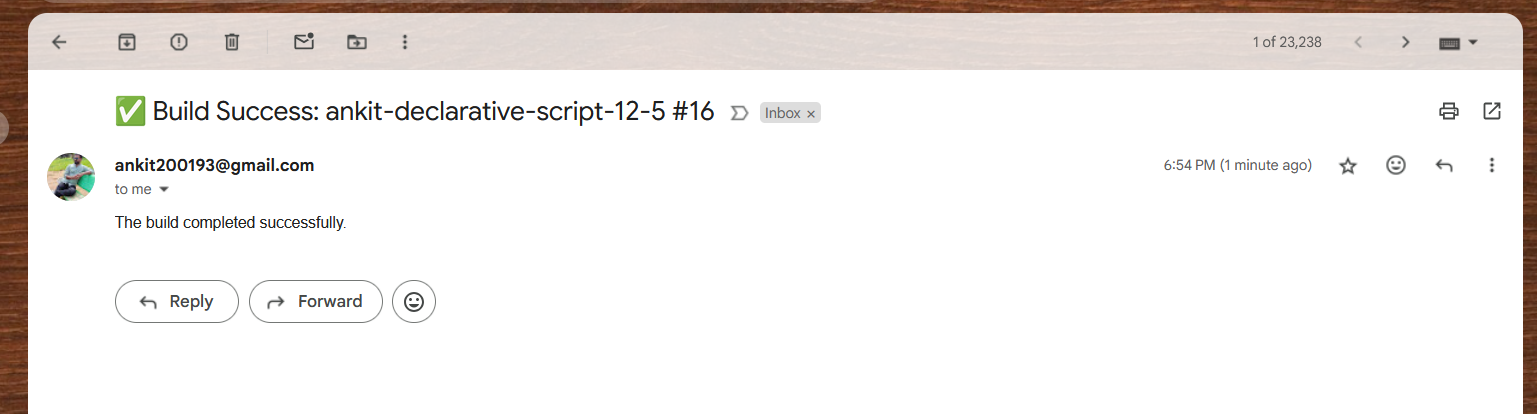 1 of 23,238
✅ Build Success: ankit-declarative-script-12-5 #16 Inbox ×
ankit200193@gmail.com 6:54 PM (1 minute ago)
to me
The build completed successfully.
Reply Forward